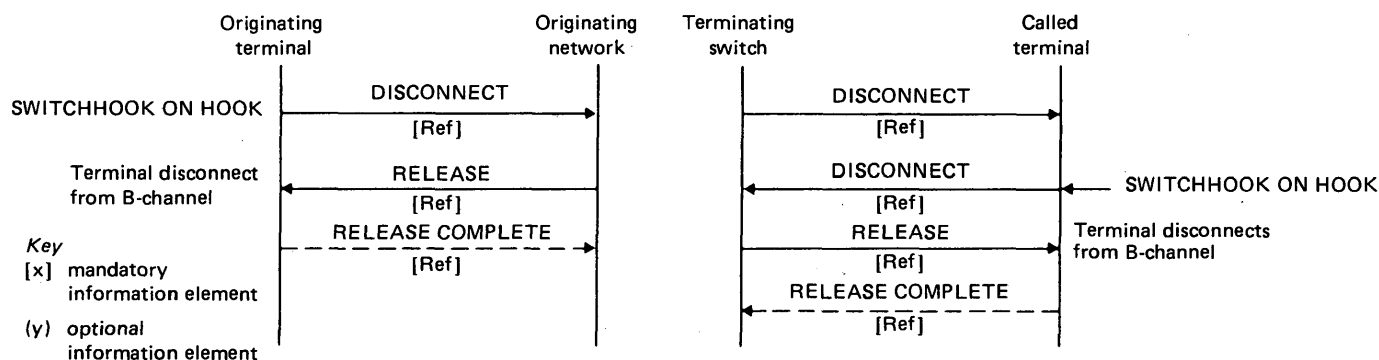 Originating
terminal
Originating
network
Terminating
switch
Called
terminal
SWITCHHOOK ON HOOK
DISCONNECT
[Ref]
DISCONNECT
[Ref]
Terminal disconnect
from B-channel
RELEASE
[Ref]
DISCONNECT
[Ref]
SWITCHHOOK ON HOOK
RELEASE COMPLETE
[Ref]
RELEASE
[Ref]
Terminal disconnects
from B-channel
RELEASE COMPLETE
[Ref]
Key
[x] mandatory
information element
(y) optional
information element